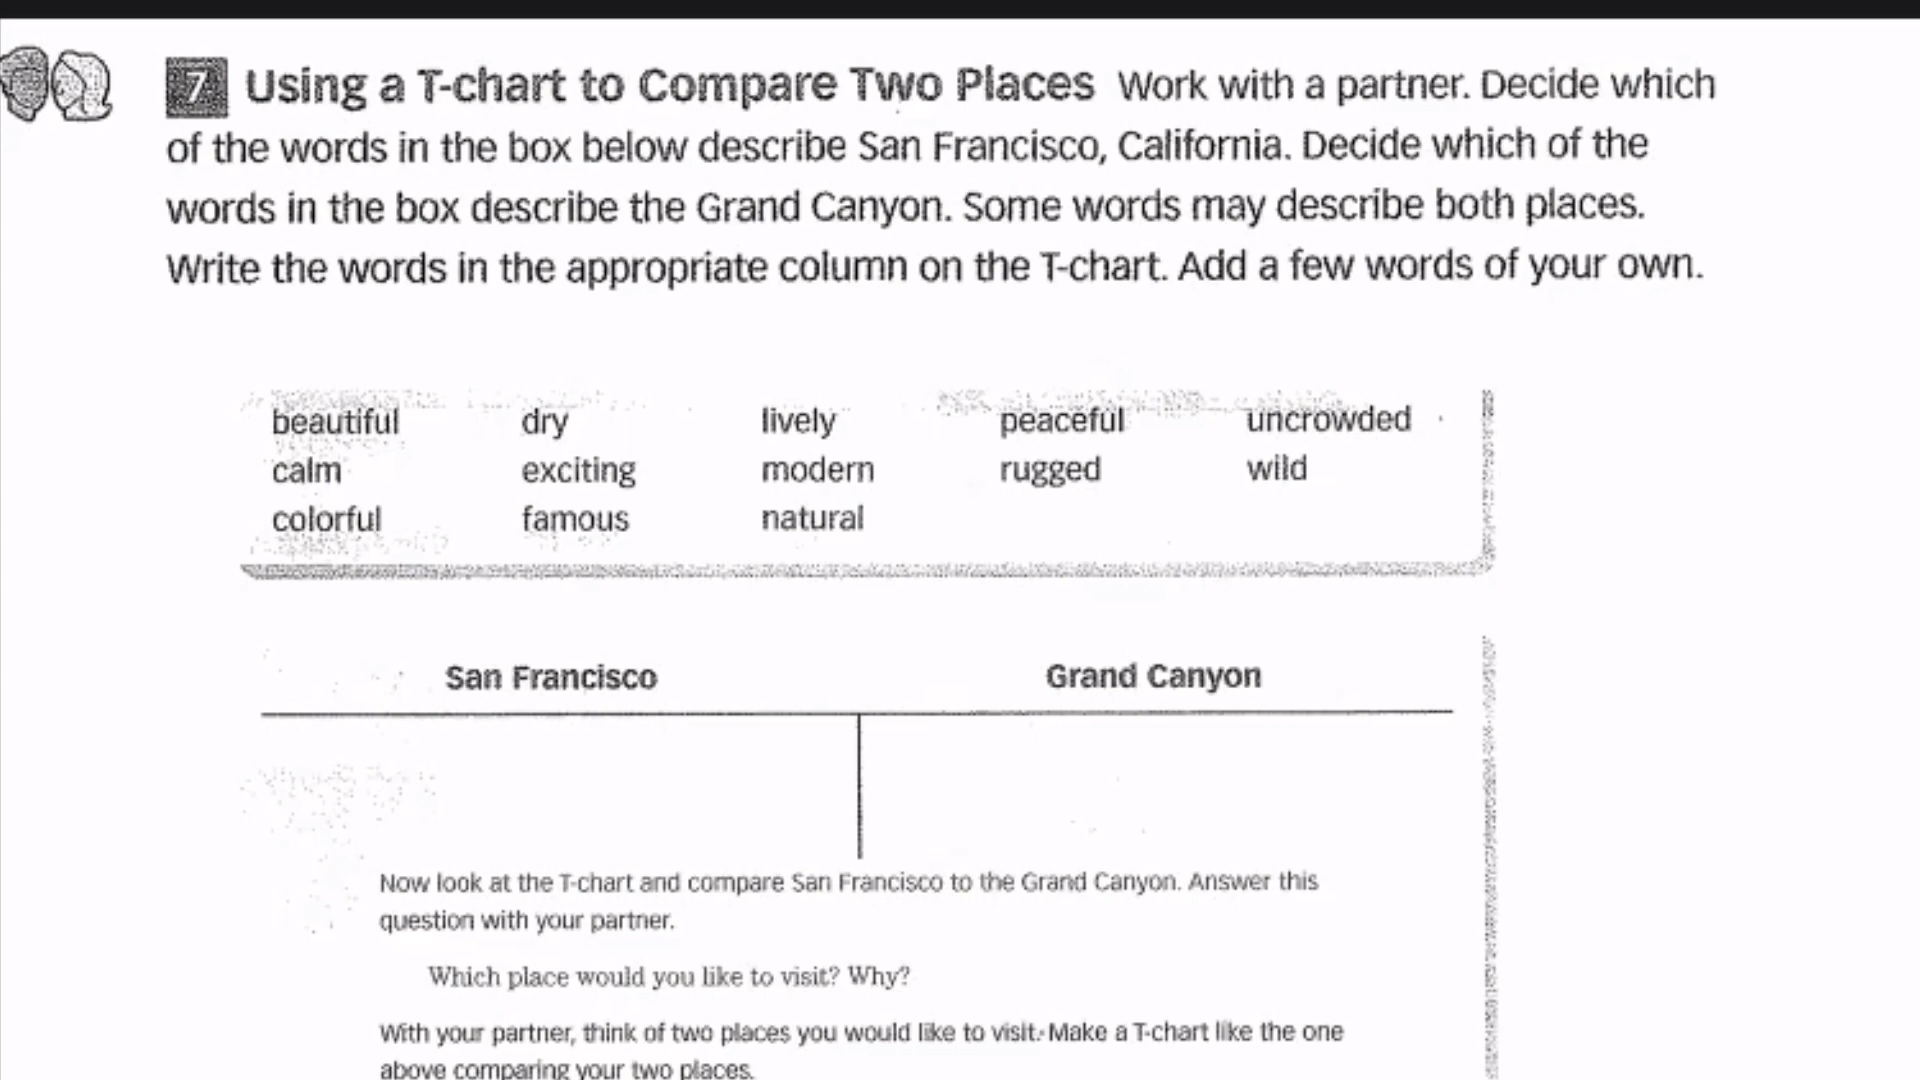 7 Using a T-chart to Compare Two Places Work with a partner. Decide which
of the words in the box below describe San Francisco, California. Decide which of the
words in the box describe the Grand Canyon. Some words may describe both places.
Write the words in the appropriate column on the T-chart. Add a few words of your own.
beautiful dry lively peaceful uncrowded
calm exciting modern rugged wild
colorful famous natural
San Francisco Grand Canyon
Now look at the T-chart and compare San Francisco to the Grand Canyon. Answer this
question with your partner.
Which place would you like to visit? Why?
With your partner, think of two places you would like to visit. Make a T-chart like the one
above comparing your two places.